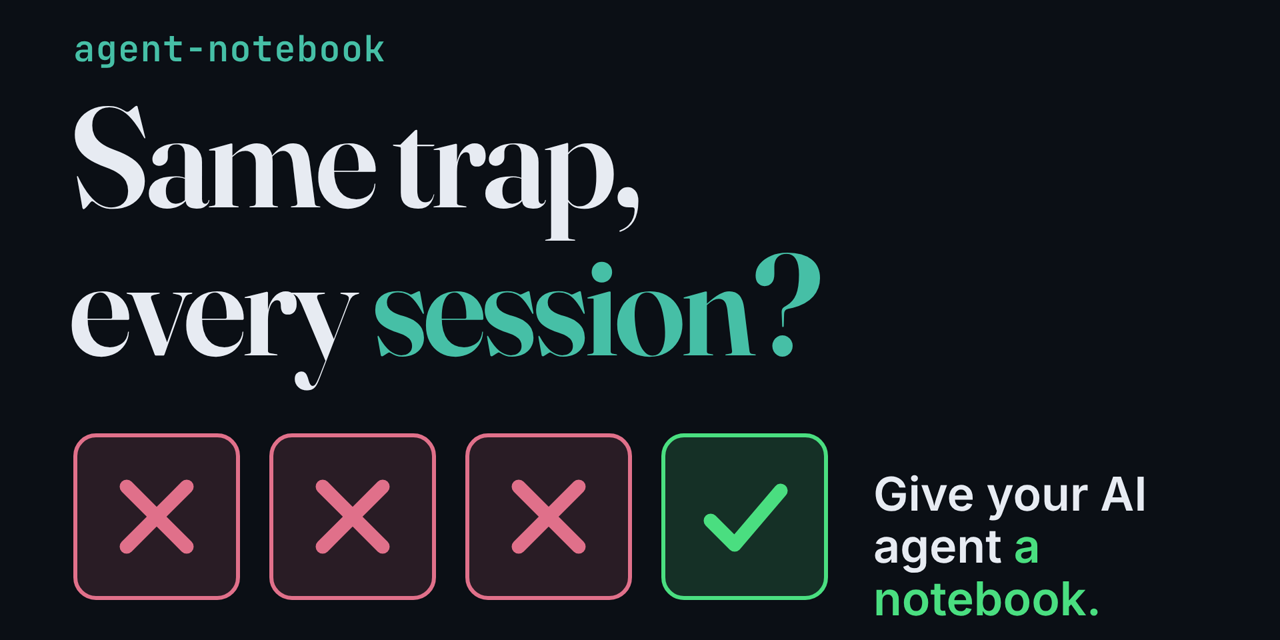 agent-notebook
Same trap,
every session?
Give your AI
agent a
notebook.